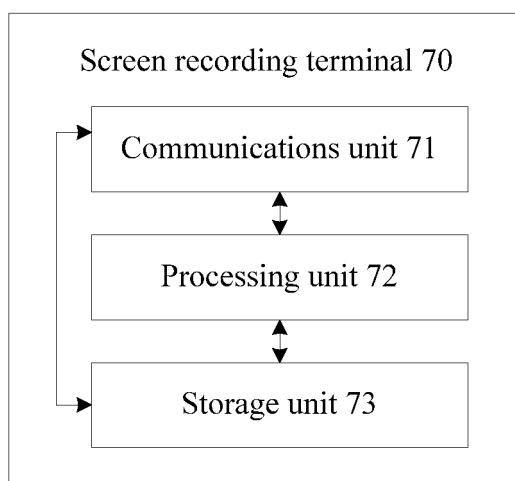 Screen recording terminal 70
Communications unit 71
Processing unit 72
Storage unit 73